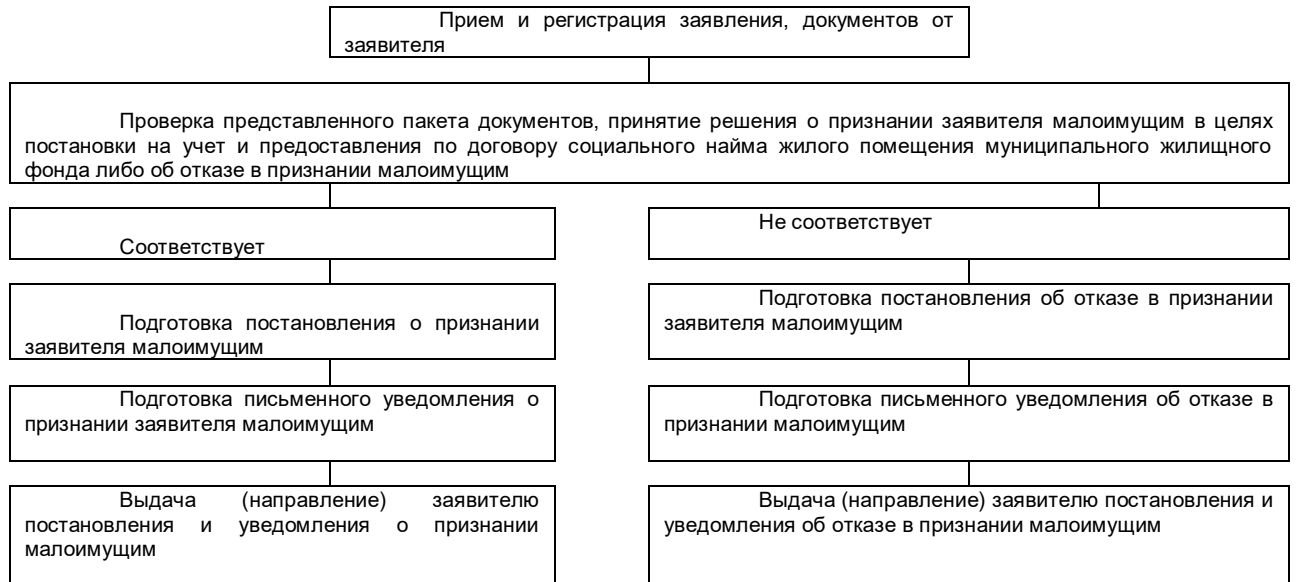 Прием и регистрация заявления, документов от
заявителя
Проверка представленного пакета документов, принятие решения о признании заявителя малоимущим в целях
постановки на учет и предоставления по договору социального найма жилого помещения муниципального жилищного
фонда либо об отказе в признании малоимущим
Соответствует
Не соответствует
Подготовка постановления о признании
заявителя малоимущим
Подготовка постановления об отказе в признании
заявителя малоимущим
Подготовка письменного уведомления о
признании заявителя малоимущим
Подготовка письменного уведомления об отказе в
признании малоимущим
Выдача (направление) заявителю
постановления и уведомления о признании
малоимущим
Выдача (направление) заявителю постановления и
уведомления об отказе в признании малоимущим